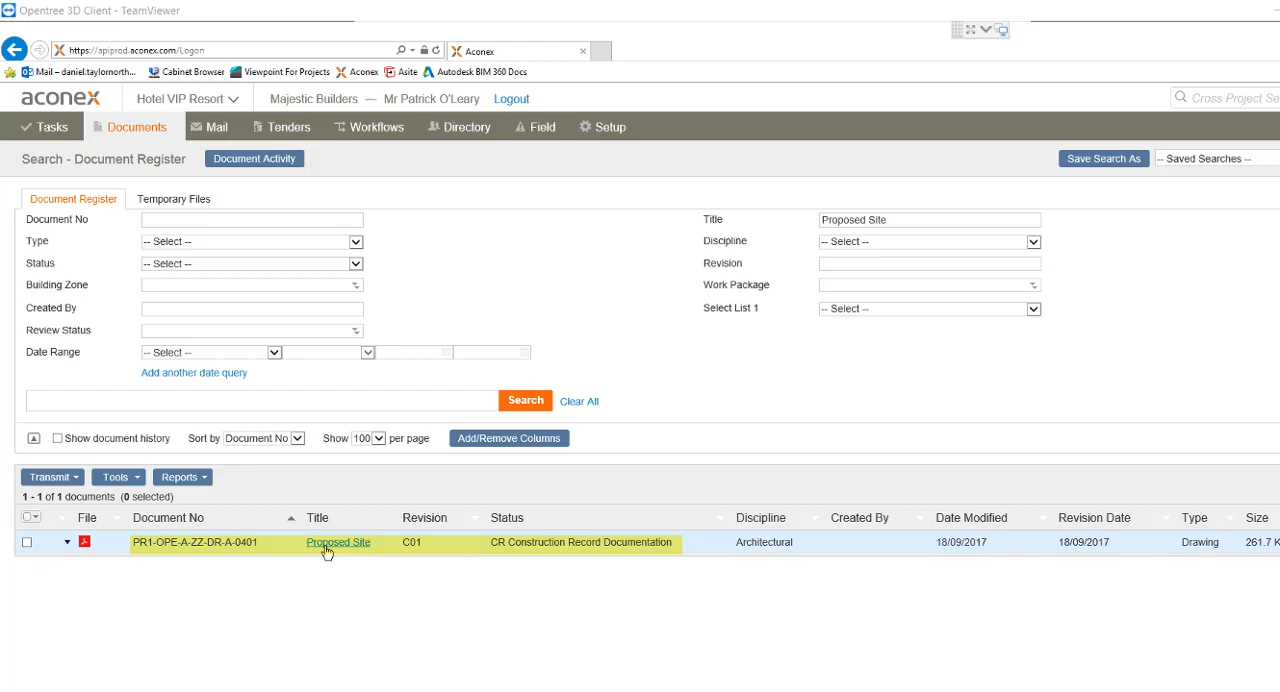 Opentree 3D Client - TeamViewer
https://apiprod.aconex.com/Logon Aconex
Mail – daniel.taylornorth... Cabinet Browser Viewpoint For Projects Aconex Asite Autodesk BIM 360 Docs
aconex Hotel VIP Resort Majestic Builders — Mr Patrick O'Leary Logout Cross Project Se
Tasks Documents Mail Tenders Workflows Directory Field Setup
Search - Document Register Document Activity Save Search As -- Saved Searches --
Document Register Temporary Files
Document No Title Proposed Site
Type -- Select -- Discipline -- Select --
Status -- Select -- Revision
Building Zone Work Package
Created By Select List 1 -- Select --
Review Status
Date Range -- Select --
Add another date query
Search Clear All
Show document history Sort by Document No Show 100 per page Add/Remove Columns
Transmit Tools Reports
1 - 1 of 1 documents (0 selected)
File Document No Title Revision Status Discipline Created By Date Modified Revision Date Type Size
PR1-OPE-A-ZZ-DR-A-0401 Proposed Site C01 CR Construction Record Documentation Architectural 18/09/2017 18/09/2017 Drawing 261.7 K